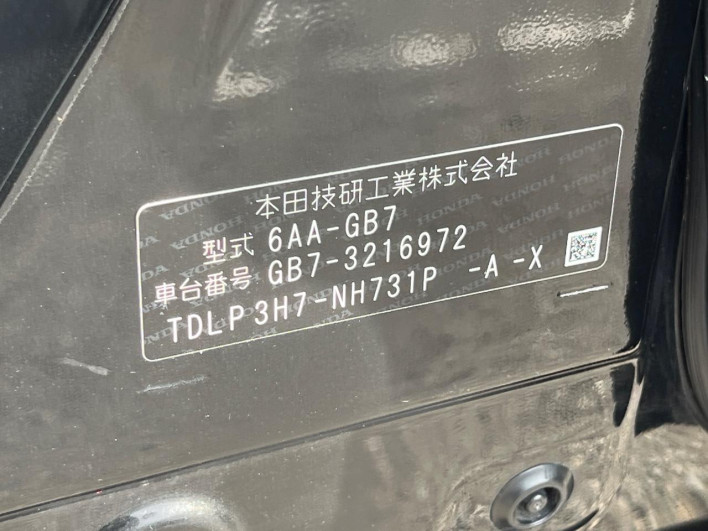 本田技研工業株式会社
型式 6AA-GB7
車台番号 GB7-3216972
TDLP3H7-NH731P -A -X